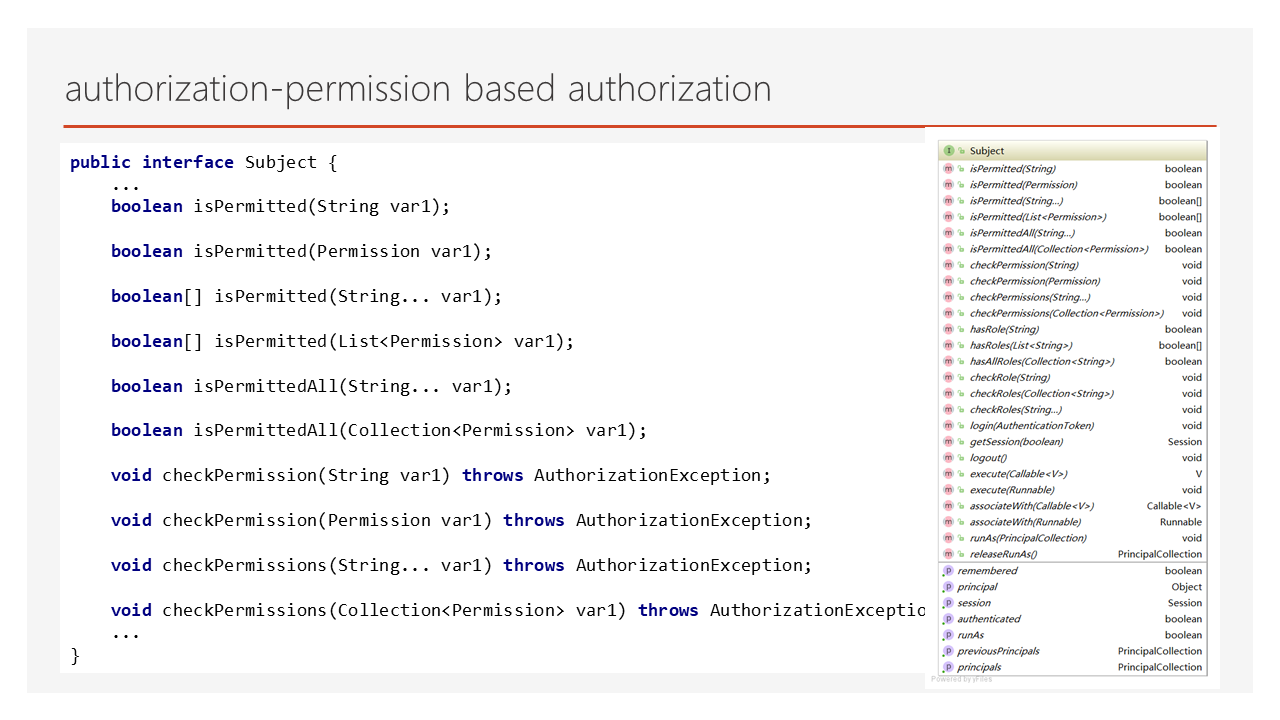 authorization-permission based authorization
public interface Subject {
...
boolean isPermitted(String var1);
boolean isPermitted(Permission var1);
boolean[] isPermitted(String... var1);
boolean[] isPermitted(List<Permission> var1);
boolean isPermittedAll(String... var1);
boolean isPermittedAll(Collection<Permission> var1);
void checkPermission(String var1) throws AuthorizationException;
void checkPermission(Permission var1) throws AuthorizationException;
void checkPermissions(String... var1) throws AuthorizationException;
void checkPermissions(Collection<Permission> var1) throws AuthorizationExceptio
...
}
I Subject
m isPermitted(String) boolean
m isPermitted(Permission) boolean
m isPermitted(String...) boolean[]
m isPermitted(List<Permission>) boolean[]
m isPermittedAll(String...) boolean
m isPermittedAll(Collection<Permission>) boolean
m checkPermission(String) void
m checkPermission(Permission) void
m checkPermissions(String...) void
m checkPermissions(Collection<Permission>) void
m hasRole(String) boolean
m hasRoles(List<String>) boolean[]
m hasAllRoles(Collection<String>) boolean
m checkRole(String) void
m checkRoles(Collection<String>) void
m checkRoles(String...) void
m login(AuthenticationToken) void
m getSession(boolean) Session
m logout() void
m execute(Callable<V>) V
m execute(Runnable) void
m associateWith(Callable<V>) Callable<V>
m associateWith(Runnable) Runnable
m runAs(PrincipalCollection) void
m releaseRunAs() PrincipalCollection
p remembered boolean
p principal Object
p session Session
p authenticated boolean
p runAs boolean
p previousPrincipals PrincipalCollection
p principals PrincipalCollection
Powered by yFiles